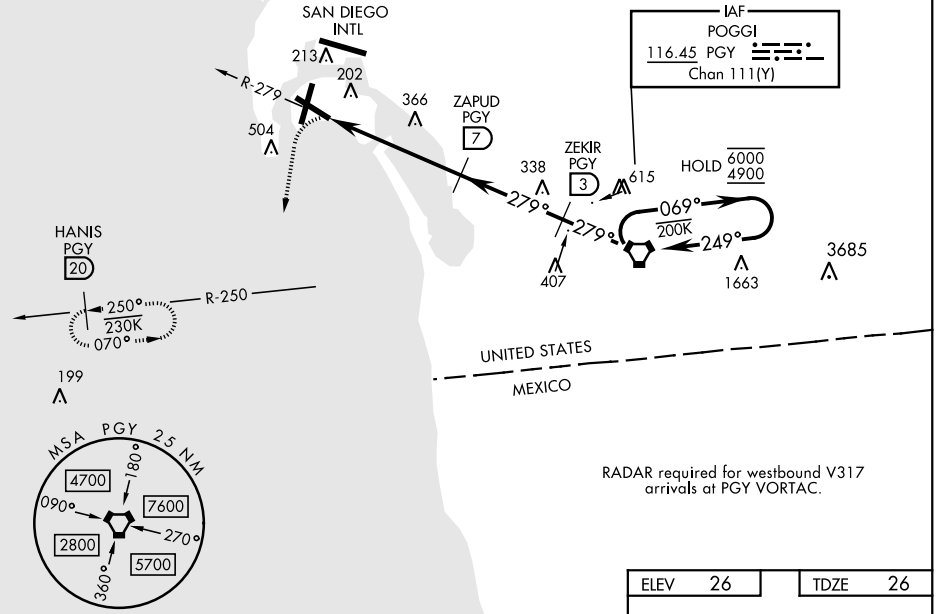 SAN DIEGO
INTL
213
202
R-279
504
366
ZAPUD
PGY
7
338
ZEKIR
PGY
3
615
IAF
POGGI
116.45 PGY
Chan 111(Y)
HOLD 6000
4900
069°
200K
249°
279°
279°
407
1663
3685
HANIS
PGY
20
250°
230K
070°
R-250
199
UNITED STATES
MEXICO
MSA PGY 25 NM
180°
4700
090°
7600
270°
2800
5700
360°
RADAR required for westbound V317
arrivals at PGY VORTAC.
ELEV 26
TDZE 26